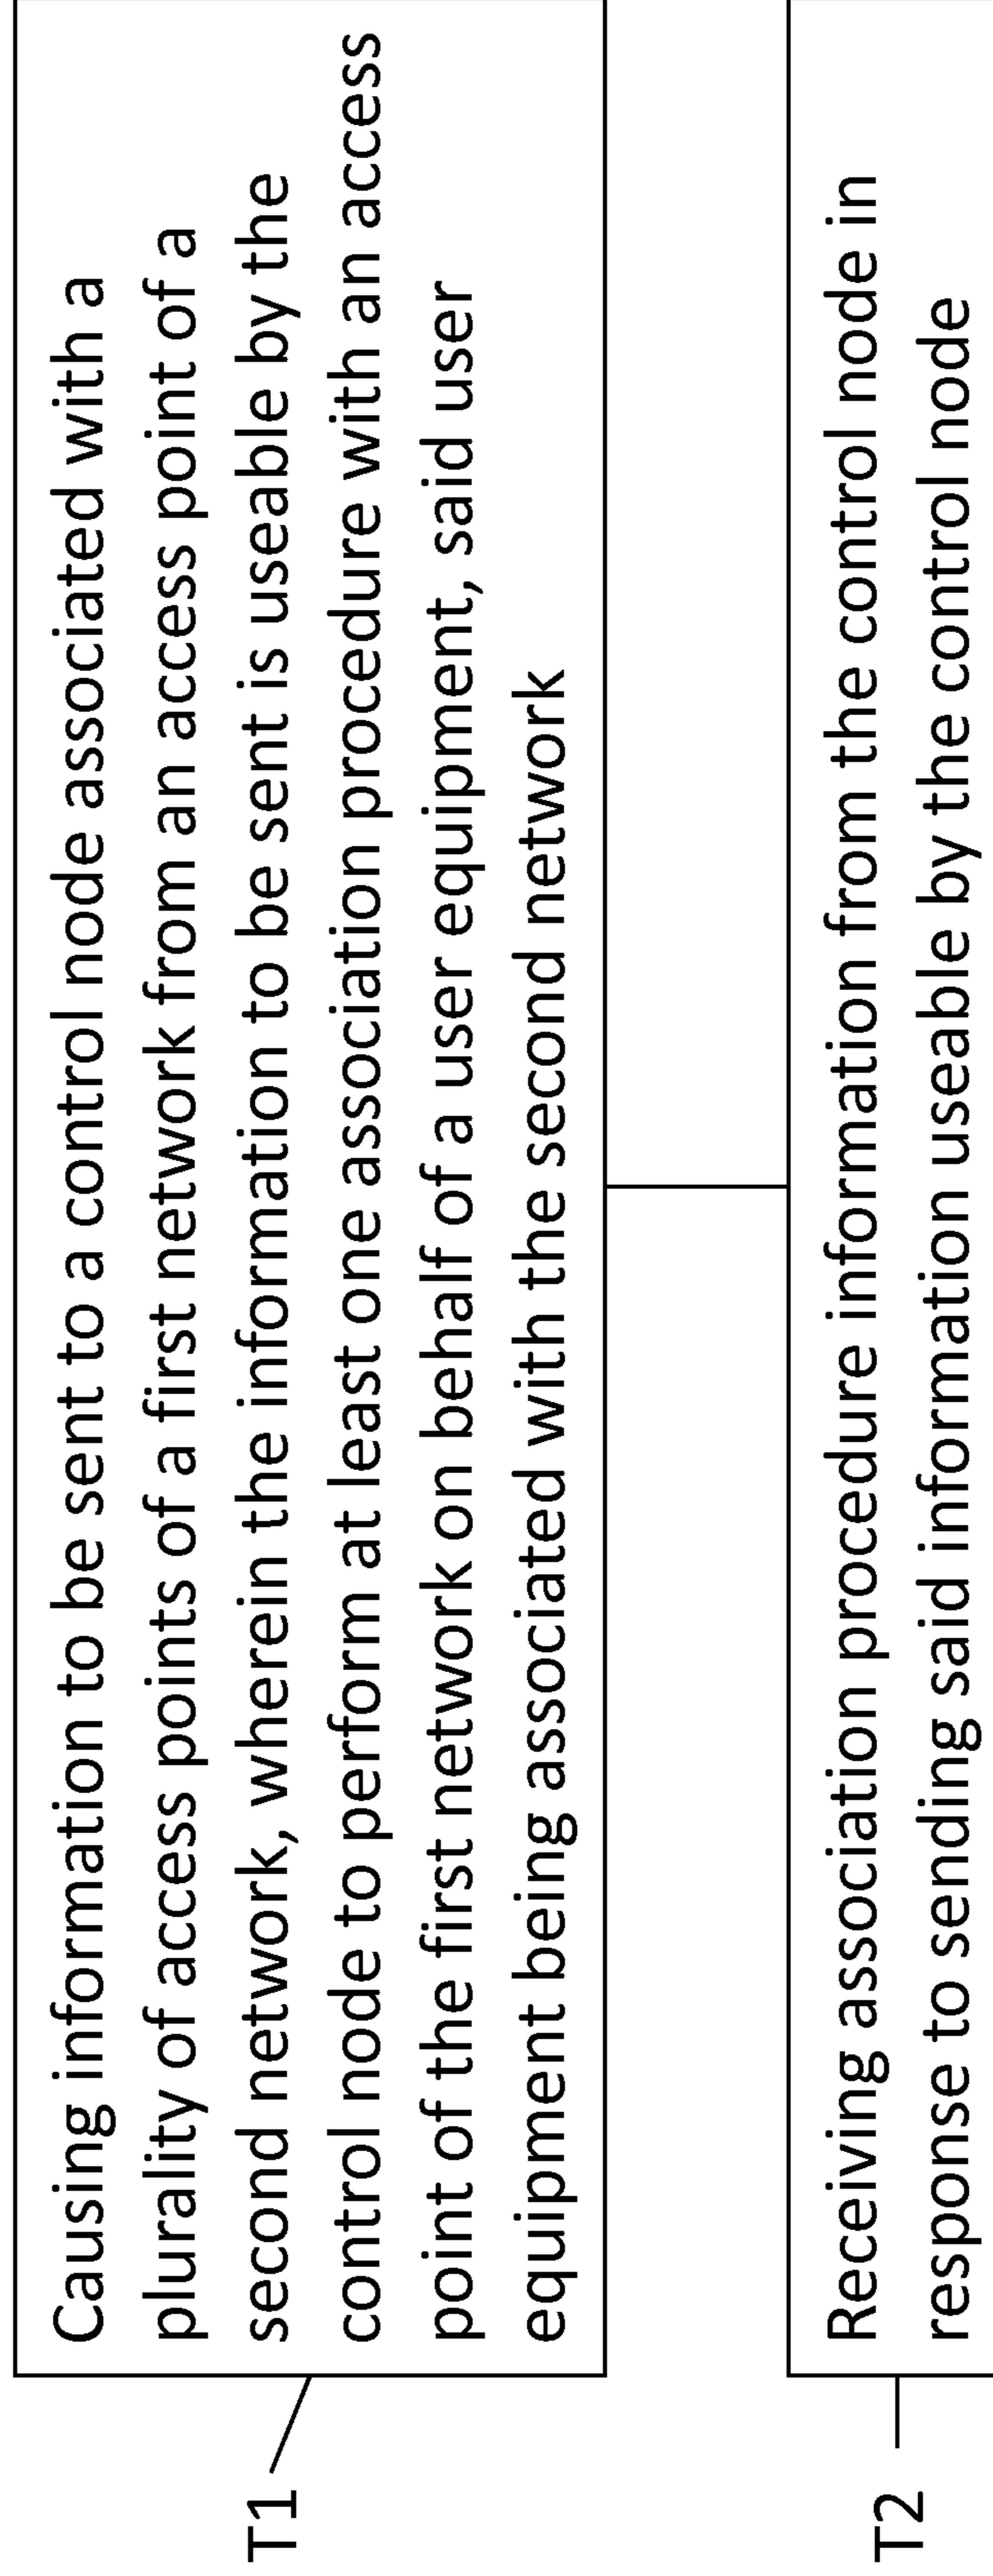 T1
Causing information to be sent to a control node associated with a
plurality of access points of a first network from an access point of a
second network, wherein the information to be sent is useable by the
control node to perform at least one association procedure with an access
point of the first network on behalf of a user equipment, said user
equipment being associated with the second network
T2
Receiving association procedure information from the control node in
response to sending said information useable by the control node